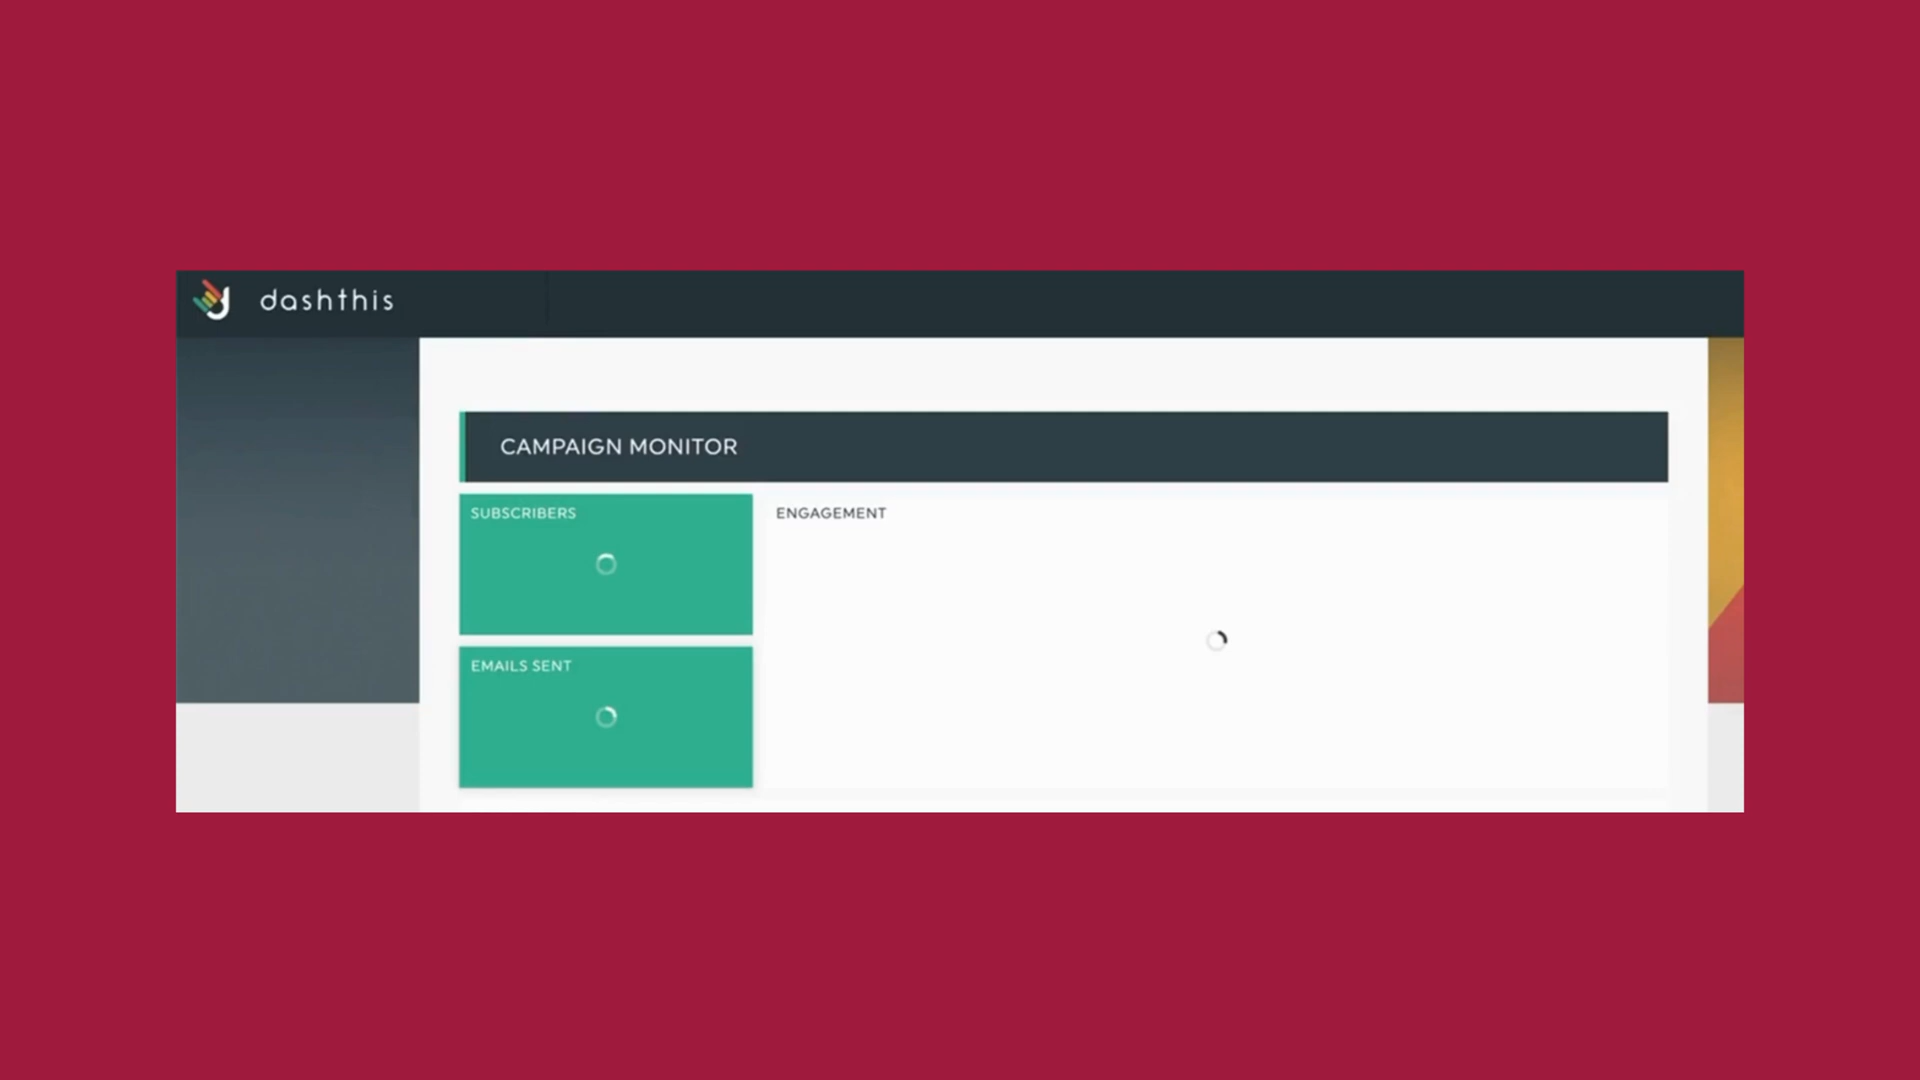 dashthis
CAMPAIGN MONITOR
SUBSCRIBERS
ENGAGEMENT
EMAILS SENT